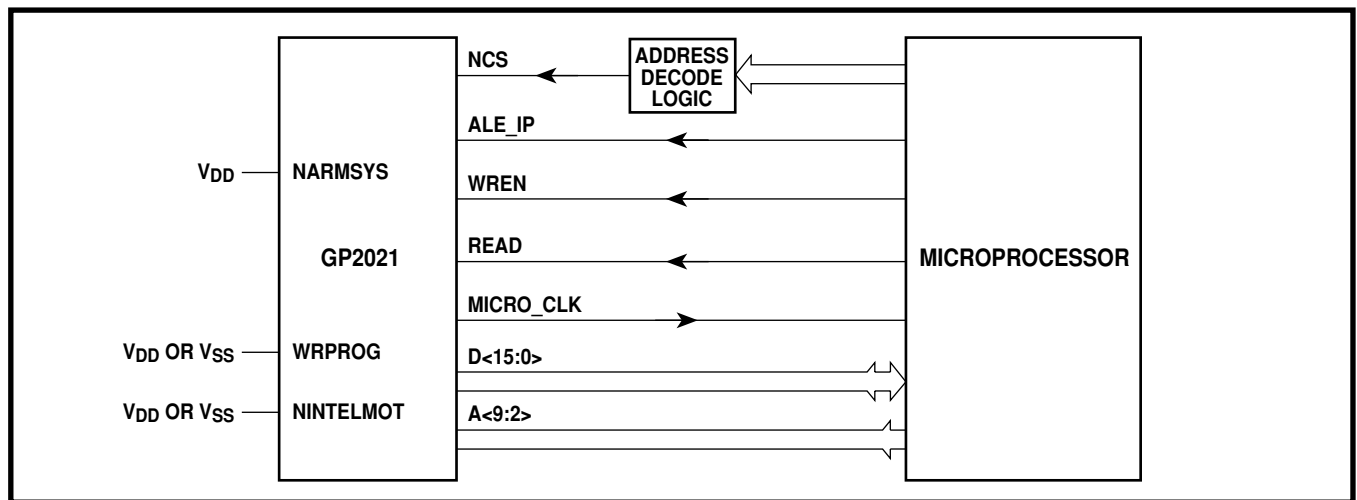 NCS
ADDRESS
DECODE
LOGIC
ALE_IP
VDD
NARMSYS
WREN
GP2021
READ
MICROPROCESSOR
MICRO_CLK
VDD OR VSS
WRPROG
D<15:0>
VDD OR VSS
NINTELMOT
A<9:2>